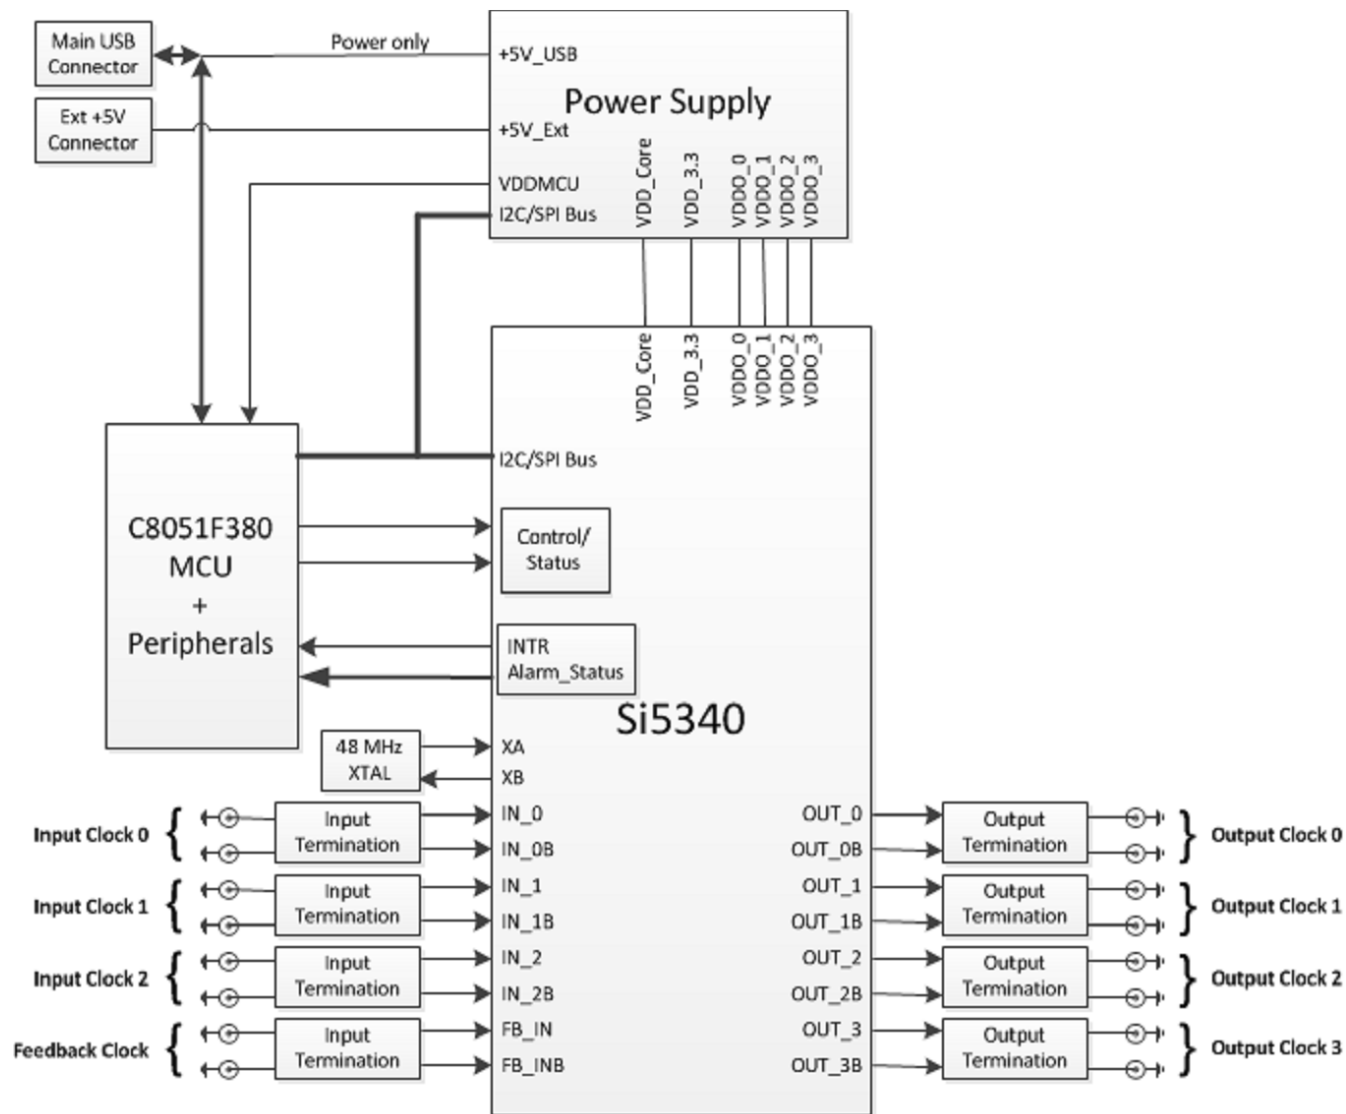 Main USB
Connector
Power only
+5V_USB
Power Supply
Ext +5V
Connector
+5V_Ext
VDDMCU
I2C/SPI Bus
VDD_Core
VDD_3.3
VDDO_0
VDDO_1
VDDO_2
VDDO_3
VDD_Core
VDD_3.3
VDDO_0
VDDO_1
VDDO_2
VDDO_3
I2C/SPI Bus
C8051F380
MCU
+
Peripherals
Control/
Status
INTR
Alarm_Status
Si5340
48 MHz
XTAL
XA
XB
Input Clock 0
Input
Termination
IN_0
IN_0B
OUT_0
OUT_0B
Output
Termination
Output Clock 0
Input Clock 1
Input
Termination
IN_1
IN_1B
OUT_1
OUT_1B
Output
Termination
Output Clock 1
Input Clock 2
Input
Termination
IN_2
IN_2B
OUT_2
OUT_2B
Output
Termination
Output Clock 2
Feedback Clock
Input
Termination
FB_IN
FB_INB
OUT_3
OUT_3B
Output
Termination
Output Clock 3